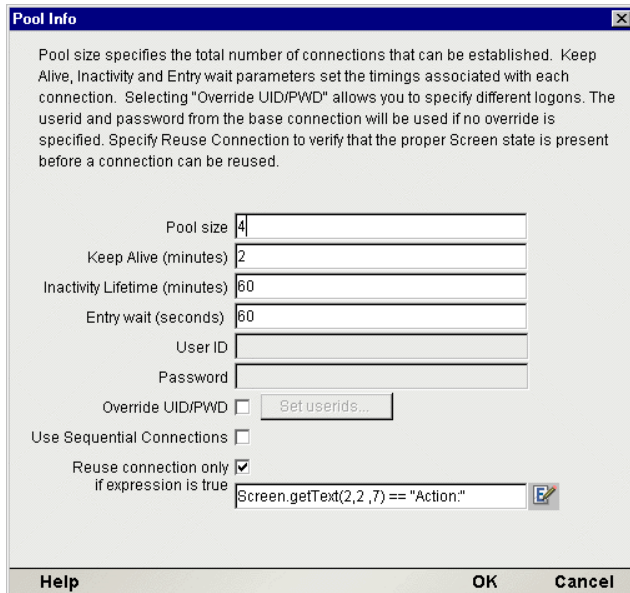 Pool Info
Pool size specifies the total number of connections that can be established. Keep
Alive, Inactivity and Entry wait parameters set the timings associated with each
connection. Selecting "Override UID/PWD" allows you to specify different logons. The
userid and password from the base connection will be used if no override is
specified. Specify Reuse Connection to verify that the proper Screen state is present
before a connection can be reused.
Pool size 4
Keep Alive (minutes) 2
Inactivity Lifetime (minutes) 60
Entry wait (seconds) 60
User ID
Password
Override UID/PWD Set userids...
Use Sequential Connections
Reuse connection only
if expression is true
Screen.getText(2,2 ,7) == "Action:"
Help OK Cancel